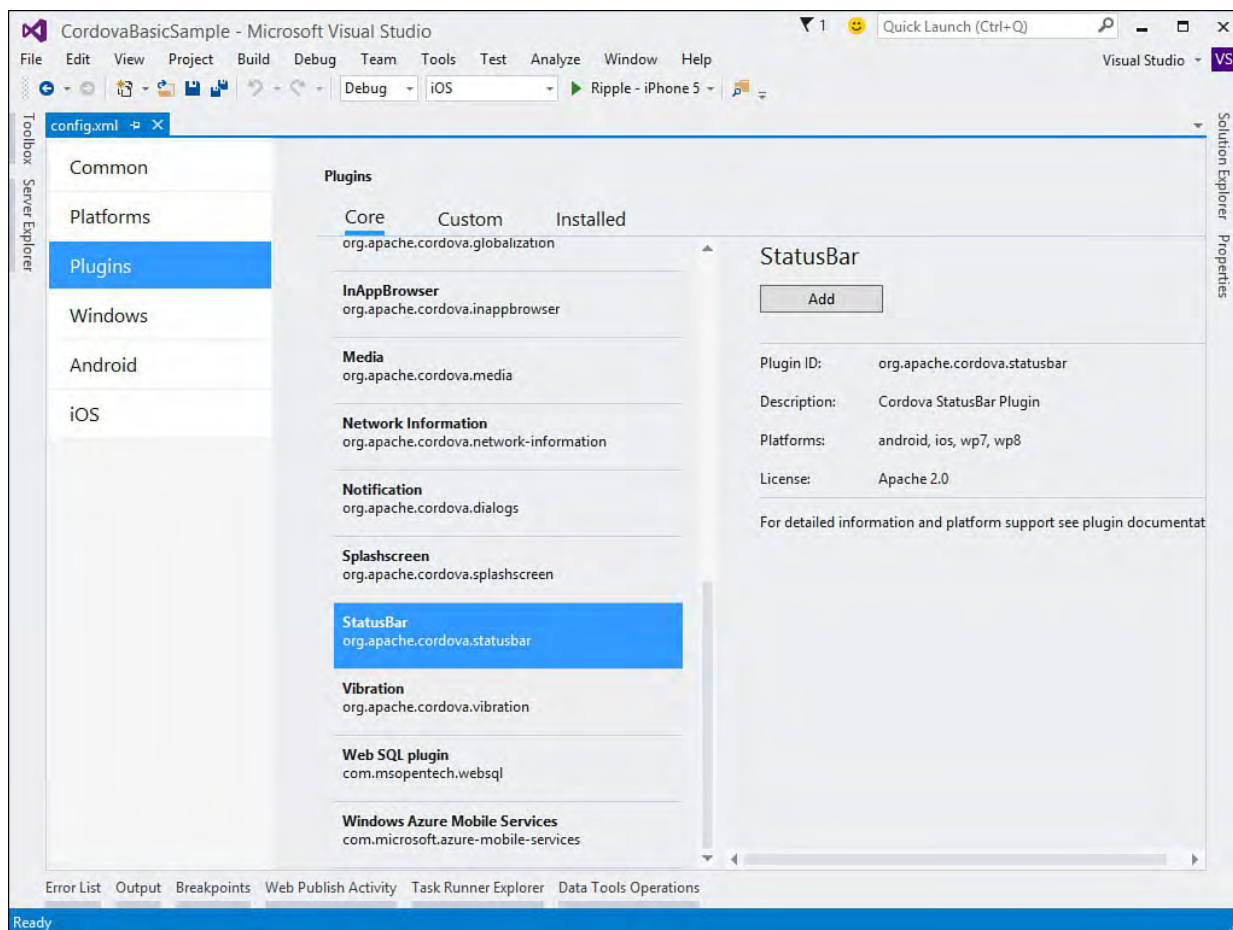 CordovaBasicSample - Microsoft Visual Studio
1
Quick Launch (Ctrl+Q)
File Edit View Project Build Debug Team Tools Test Analyze Window Help
Visual Studio
VS
Debug
iOS
Ripple - iPhone 5
Toolbox
Server Explorer
config.xml
Common
Platforms
Plugins
Windows
Android
iOS
Plugins
Core Custom Installed
org.apache.cordova.globalization
InAppBrowser
org.apache.cordova.inappbrowser
Media
org.apache.cordova.media
Network Information
org.apache.cordova.network-information
Notification
org.apache.cordova.dialogs
Splashscreen
org.apache.cordova.splashscreen
StatusBar
org.apache.cordova.statusbar
Vibration
org.apache.cordova.vibration
Web SQL plugin
com.msopentech.websql
Windows Azure Mobile Services
com.microsoft.azure-mobile-services
StatusBar
Add
Plugin ID: org.apache.cordova.statusbar
Description: Cordova StatusBar Plugin
Platforms: android, ios, wp7, wp8
License: Apache 2.0
For detailed information and platform support see plugin documentat
Solution Explorer
Properties
Error List Output Breakpoints Web Publish Activity Task Runner Explorer Data Tools Operations
Ready